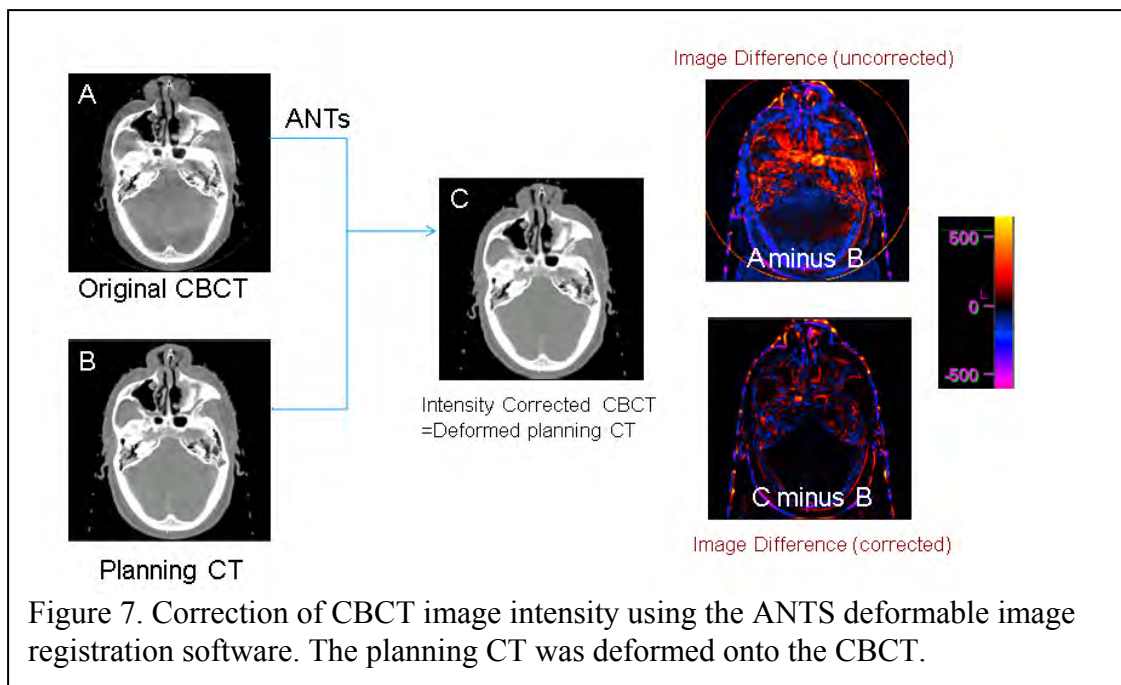 Image Difference (uncorrected)
A
A
ANTs
Original CBCT
C
A
A minus B
500
L
0
-500
B
A
Planning CT
Intensity Corrected CBCT
=Deformed planning CT
C minus B
Image Difference (corrected)
Figure 7. Correction of CBCT image intensity using the ANTS deformable image
registration software. The planning CT was deformed onto the CBCT.